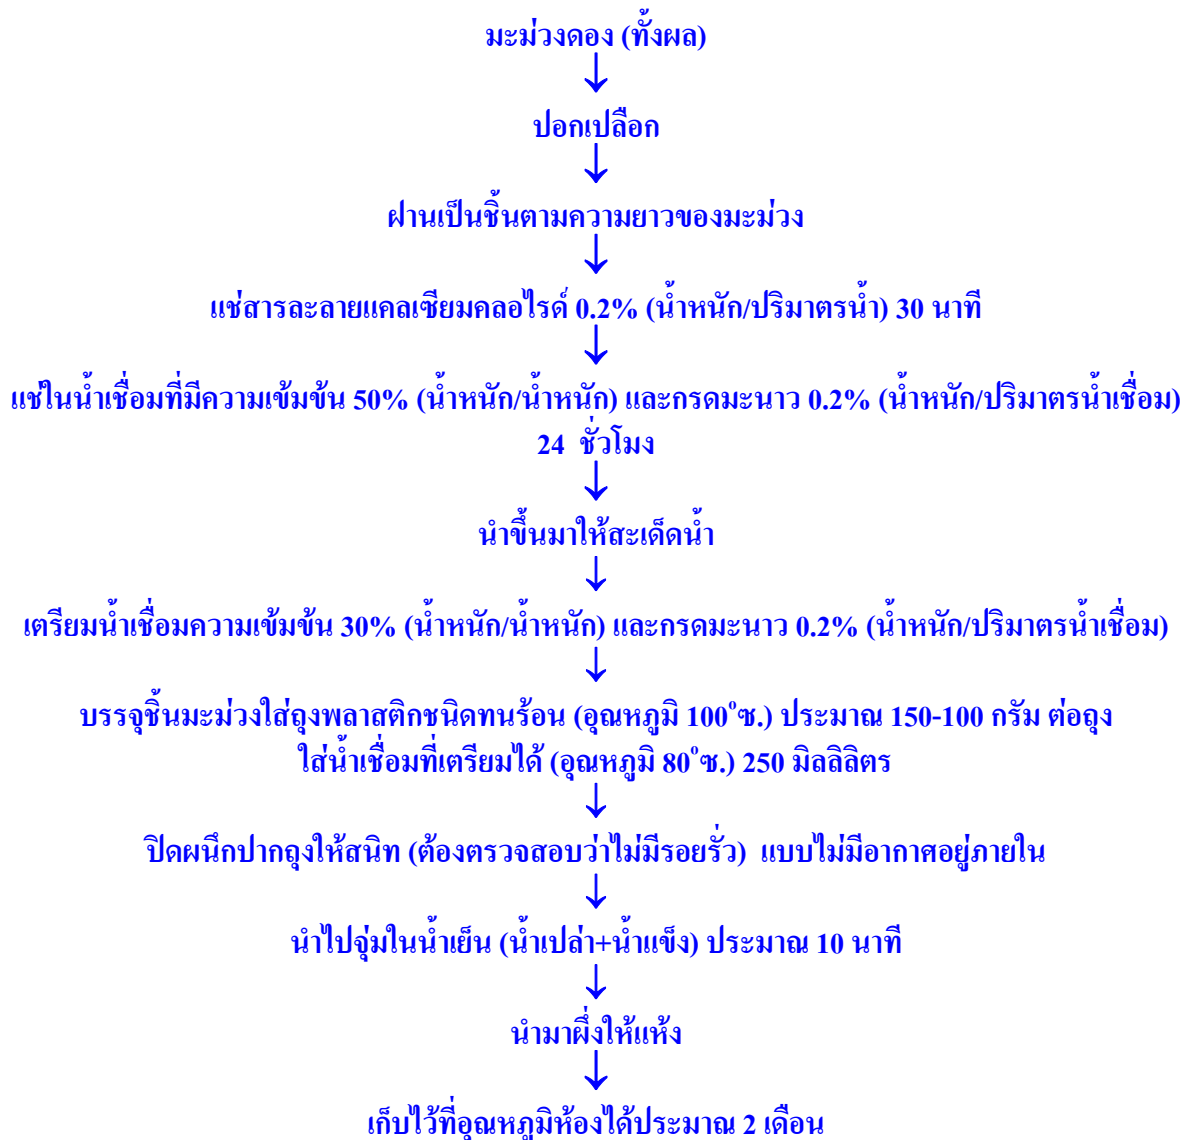 มะม่วงดอง (ทั้งผล)
ปอกเปลือก
ฝานเป็นชิ้นตามความยาวของมะม่วง
แช่สารละลายแคลเซียมคลอไรด์ 0.2% (น้ำหนัก/ปริมาตรน้ำ) 30 นาที
แช่ในน้ำเชื่อมที่มีความเข้มข้น 50% (น้ำหนัก/น้ำหนัก) และกรดมะนาว 0.2% (น้ำหนัก/ปริมาตรน้ำเชื่อม)
24 ชั่วโมง
นำขึ้นมาให้สะเด็ดน้ำ
เตรียมน้ำเชื่อมความเข้มข้น 30% (น้ำหนัก/น้ำหนัก) และกรดมะนาว 0.2% (น้ำหนัก/ปริมาตรน้ำเชื่อม)
บรรจุชิ้นมะม่วงใส่ถุงพลาสติกชนิดทนร้อน (อุณหภูมิ 100°ซ.) ประมาณ 150-100 กรัม ต่อถุง
ใส่น้ำเชื่อมที่เตรียมได้ (อุณหภูมิ 80°ซ.) 250 มิลลิลิตร
ปิดผนึกปากถุงให้สนิท (ต้องตรวจสอบว่าไม่มีรอยรั่ว) แบบไม่มีอากาศอยู่ภายใน
นำไปจุ่มในน้ำเย็น (น้ำเปล่า+น้ำแข็ง) ประมาณ 10 นาที
นำมาผึ่งให้แห้ง
เก็บไว้ที่อุณหภูมิห้องได้ประมาณ 2 เดือน